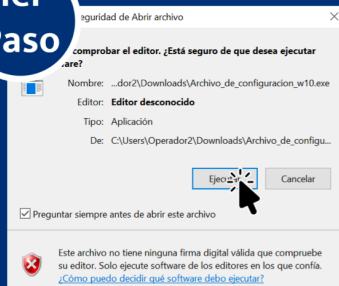 Paso
eguridad de Abrir archivo
comprobar el editor. ¿Está seguro de que desea ejecutar
ware?
Nombre: ...dor2\Downloads\Archivo_de_configuracion_w10.exe
Editor: Editor desconocido
Tipo: Aplicación
De: C:\Users\Operador2\Downloads\Archivo_de_configu...
Ejecutar Cancelar
Preguntar siempre antes de abrir este archivo
Este archivo no tiene ninguna firma digital válida que compruebe
su editor. Solo ejecute software de los editores en los que confía.
¿Cómo puedo decidir qué software debo ejecutar?